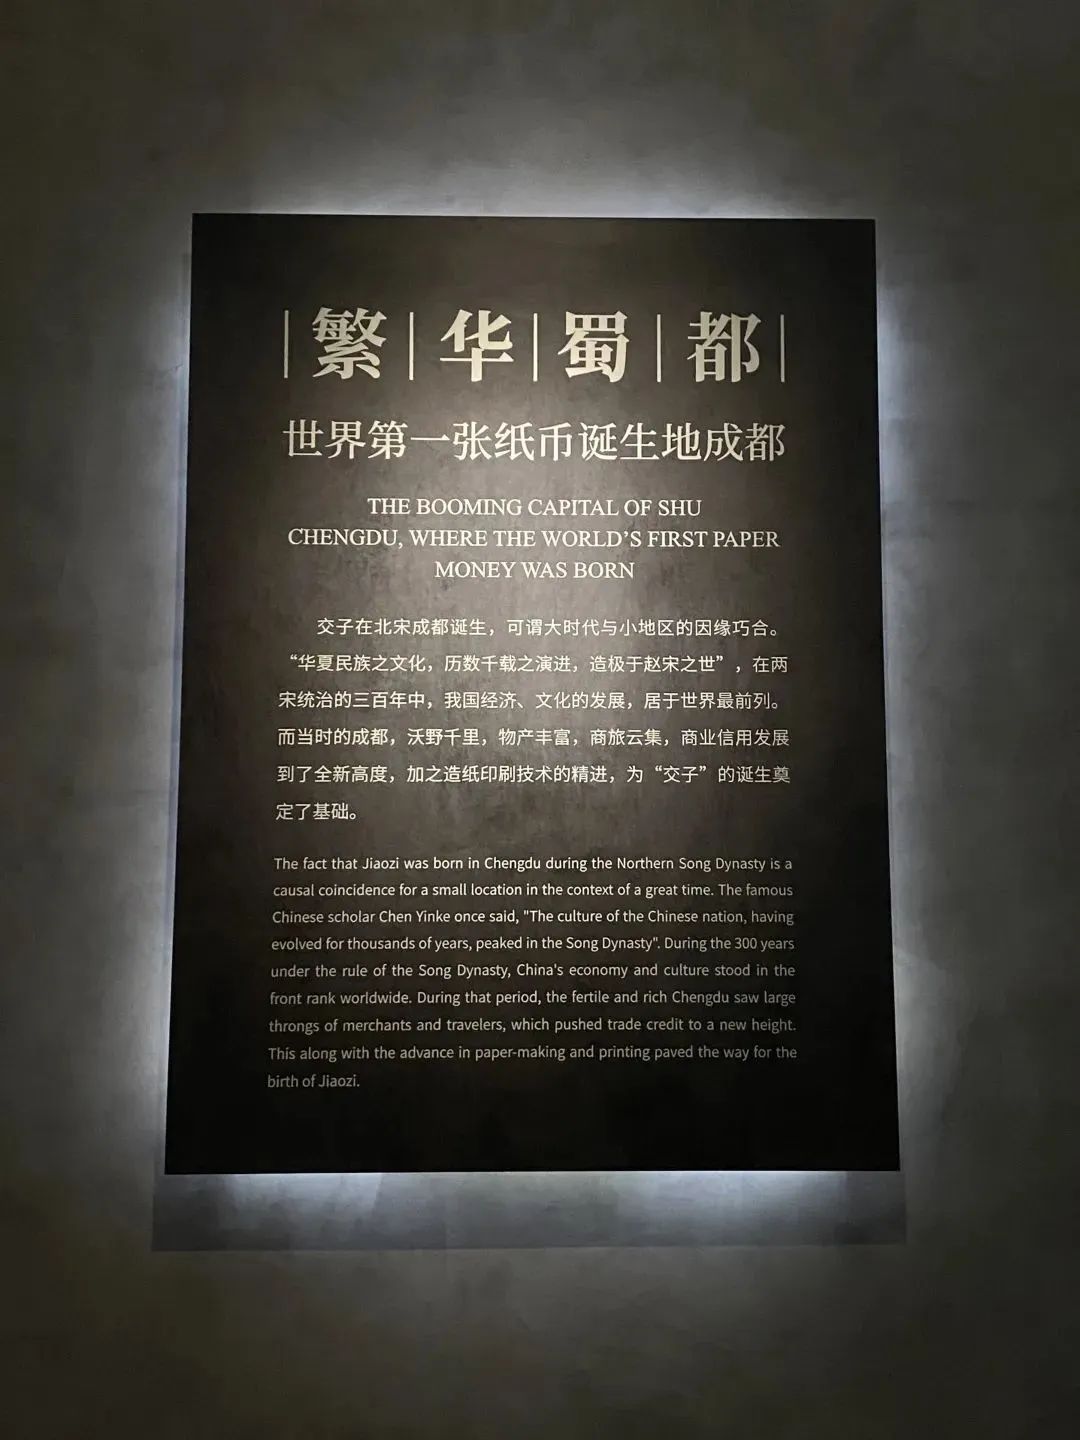 繁华蜀都
世界第一张纸币诞生地成都
THE BOOMING CAPITAL OF SHU
CHENGDU, WHERE THE WORLD'S FIRST PAPER
MONEY WAS BORN
交子在北宋成都诞生，可谓大时代与小地区的因缘巧合。
“华夏民族之文化，历数千载之演进，造极于赵宋之世”，在两
宋统治的三百年中，我国经济、文化的发展，居于世界最前列。
而当时的成都，沃野千里，物产丰富，商旅云集，商业信用发展
到了全新高度，加之造纸印刷技术的精进，为“交子”的诞生奠
定了基础。
The fact that Jiaozi was born in Chengdu during the Northern Song Dynasty is a
causal coincidence for a small location in the context of a great time. The famous
Chinese scholar Chen Yinke once said, "The culture of the Chinese nation, having
evolved for thousands of years, peaked in the Song Dynasty". During the 300 years
under the rule of the Song Dynasty, China's economy and culture stood in the
front rank worldwide. During that period, the fertile and rich Chengdu saw large
throngs of merchants and travelers, which pushed trade credit to a new height.
This along with the advance in paper-making and printing paved the way for the
birth of Jiaozi.